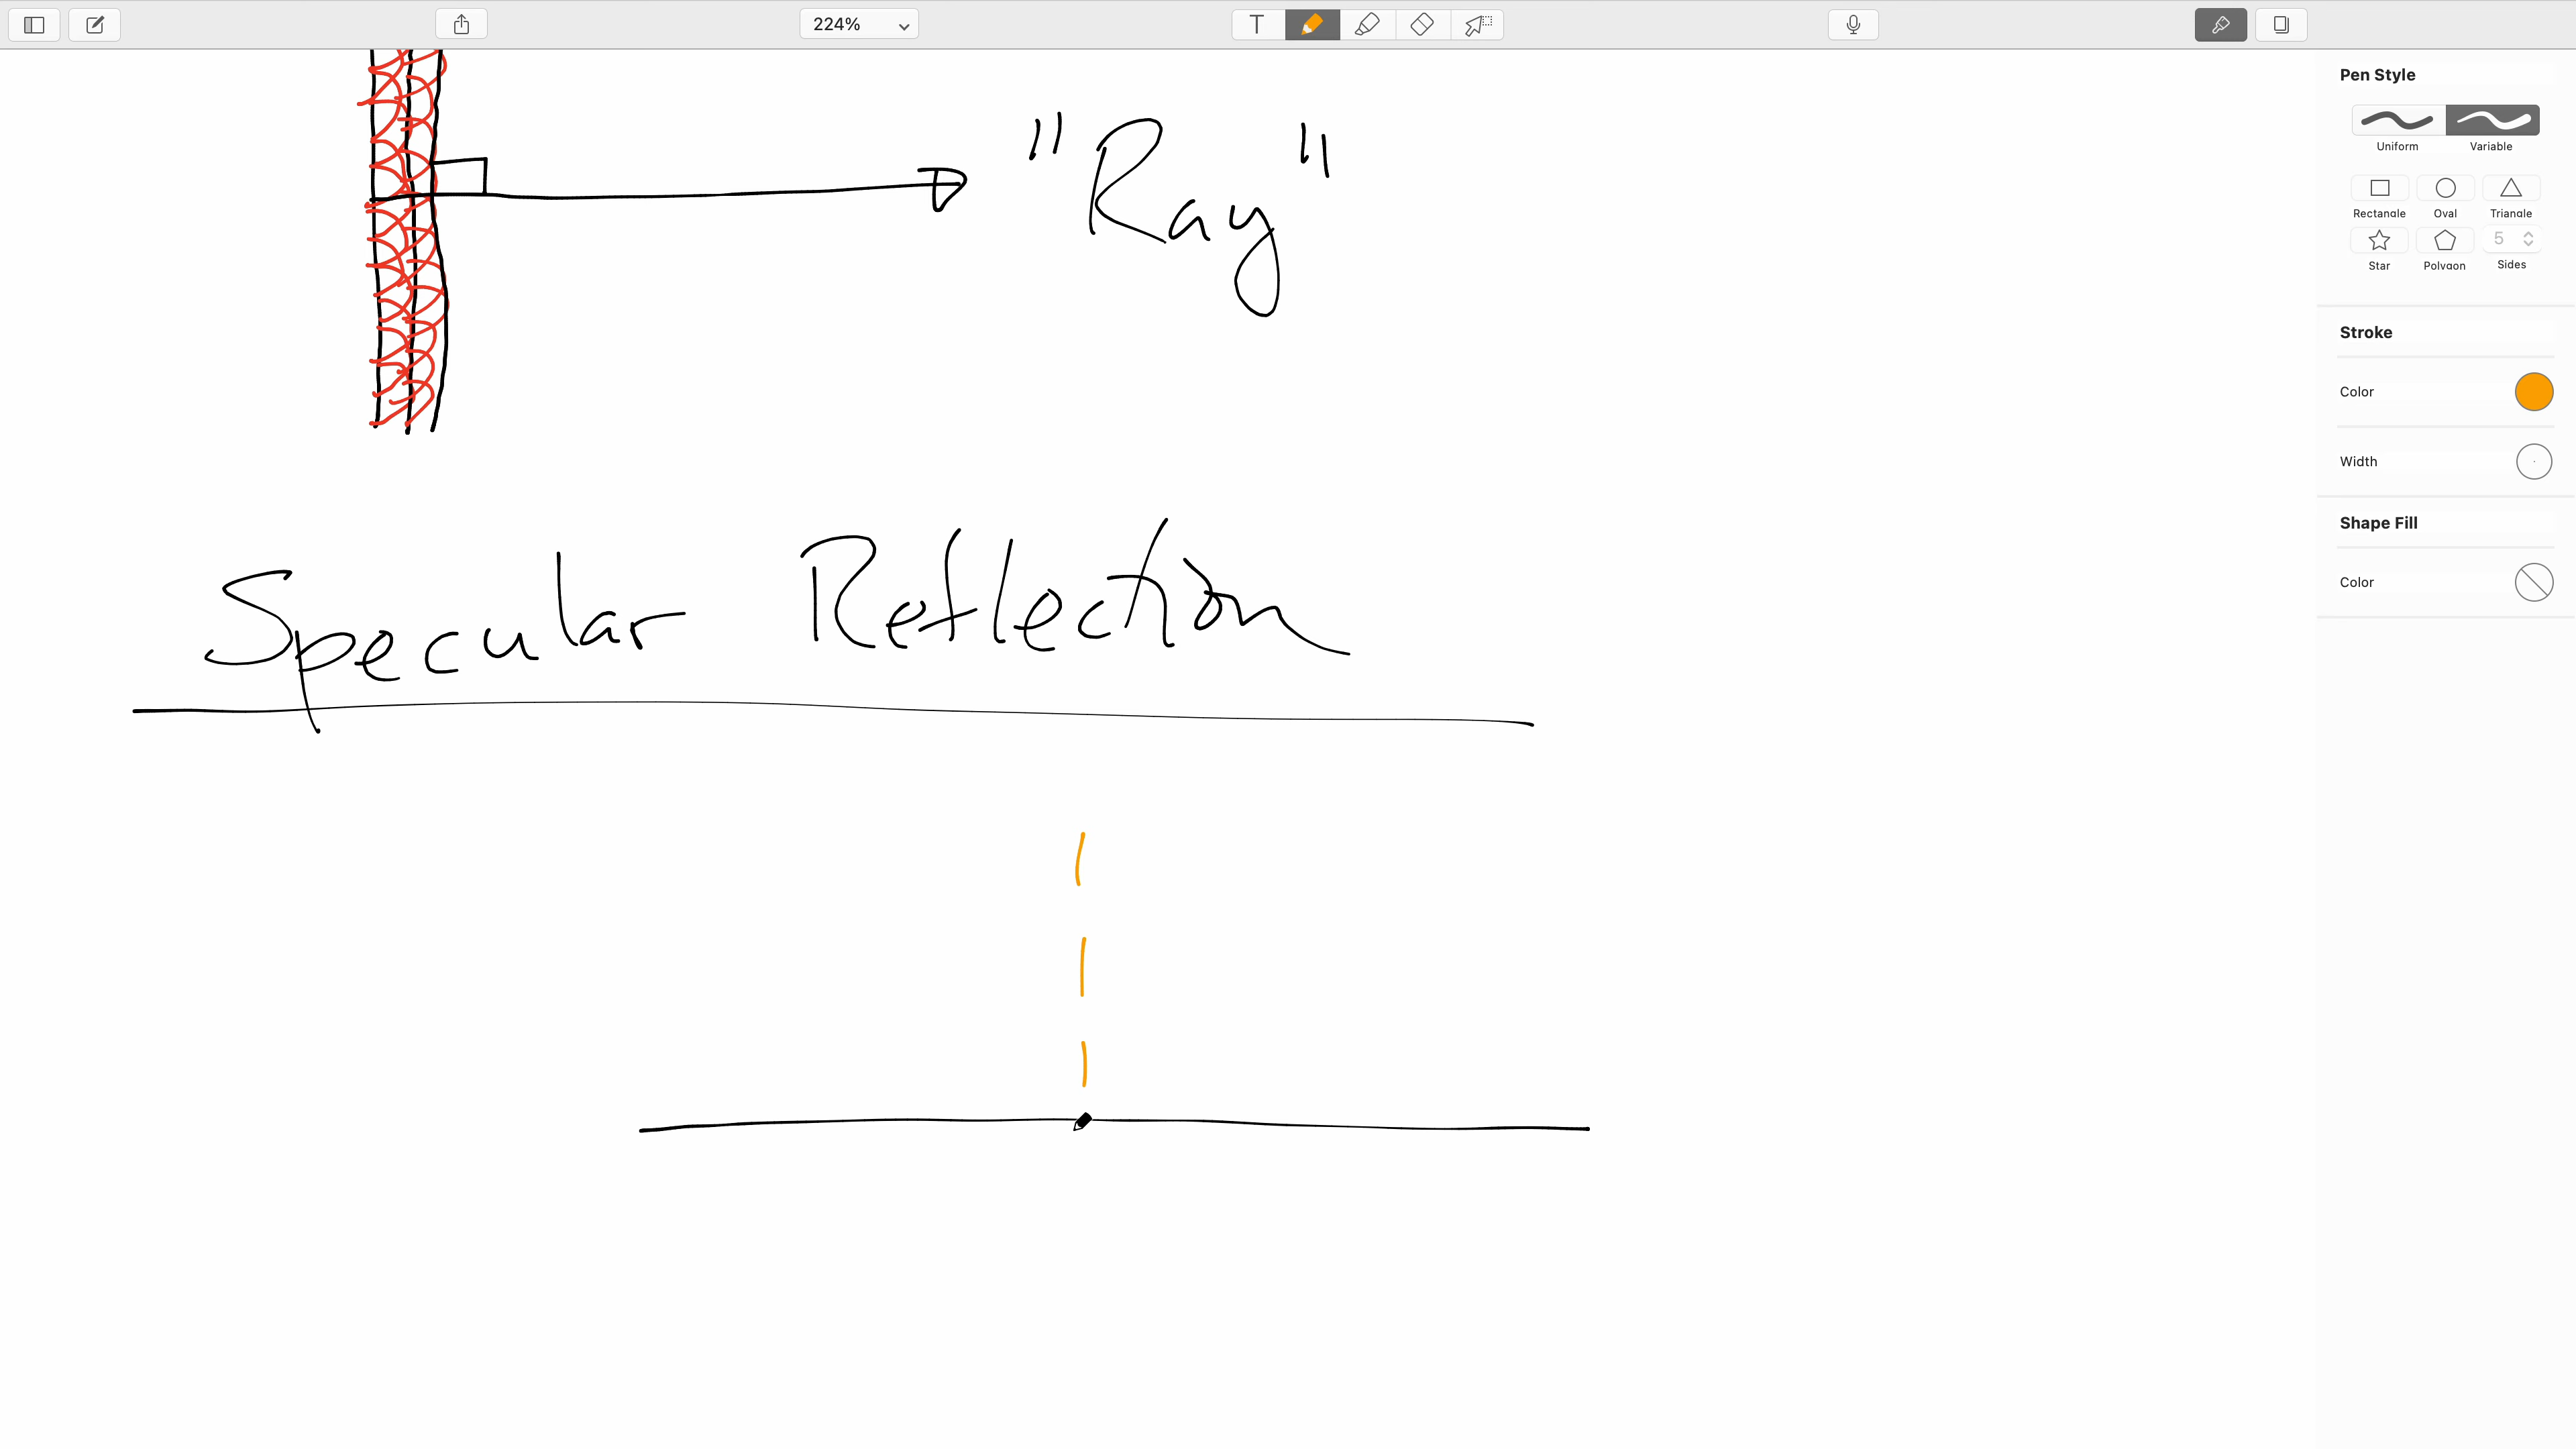 224%
T
"Ray"
Specular Reflection
Pen Style
Uniform Variable
Rectangle Oval Triangle
5
Star Polygon Sides
Stroke
Color
Width
Shape Fill
Color